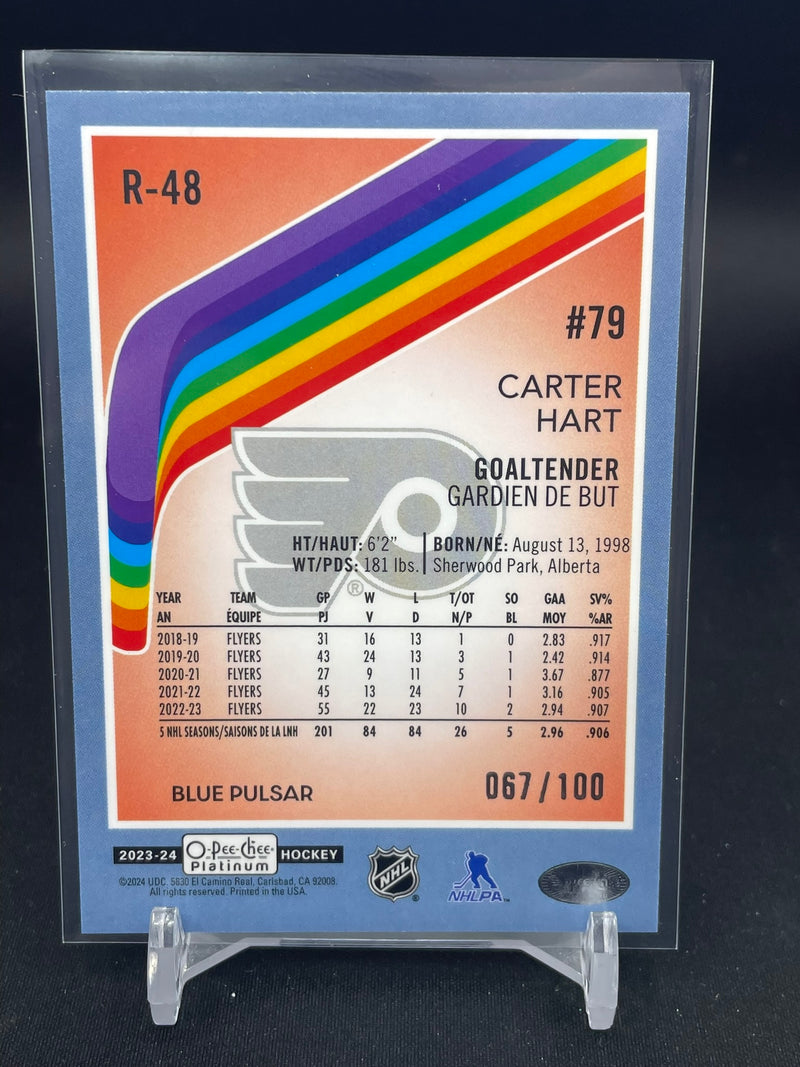 R-48
#79
CARTER
HART
GOALTENDER
GARDIEN DE BUT
HT/HAUT: 6'2" BORN/NÉ: August 13, 1998
WT/PDS: 181 lbs. Sherwood Park, Alberta
®
YEAR TEAM GP W L T/OT SO GAA SV%
AN ÉQUIPE PJ V D N/P BL MOY %AR
2018-19 FLYERS 31 16 13 1 0 2.83 .917
2019-20 FLYERS 43 24 13 3 1 2.42 .914
2020-21 FLYERS 27 9 11 5 1 3.67 .877
2021-22 FLYERS 45 13 24 7 1 3.16 .905
2022-23 FLYERS 55 22 23 10 2 2.94 .907
5 NHL SEASONS/SAISONS DE LA LNH 201 84 84 26 5 2.96 .906
BLUE PULSAR
067/100
2023-24 O-Pee-Chee Platinum HOCKEY
©2024 UDC. 5830 El Camino Real, Carlsbad, CA 92008.
All rights reserved. Printed in the USA.
NHL ®
NHLPA™